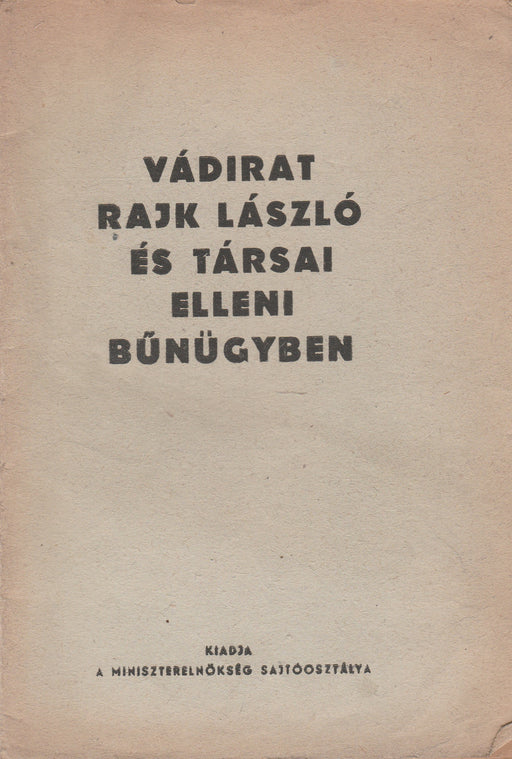 VÁDIRAT
RAJK LÁSZLÓ
ÉS TÁRSAI
ELLENI
BŰNÜGYBEN
KIADJA
A MINISZTERELNÖKSÉG SAJTÓOSZTÁLYA